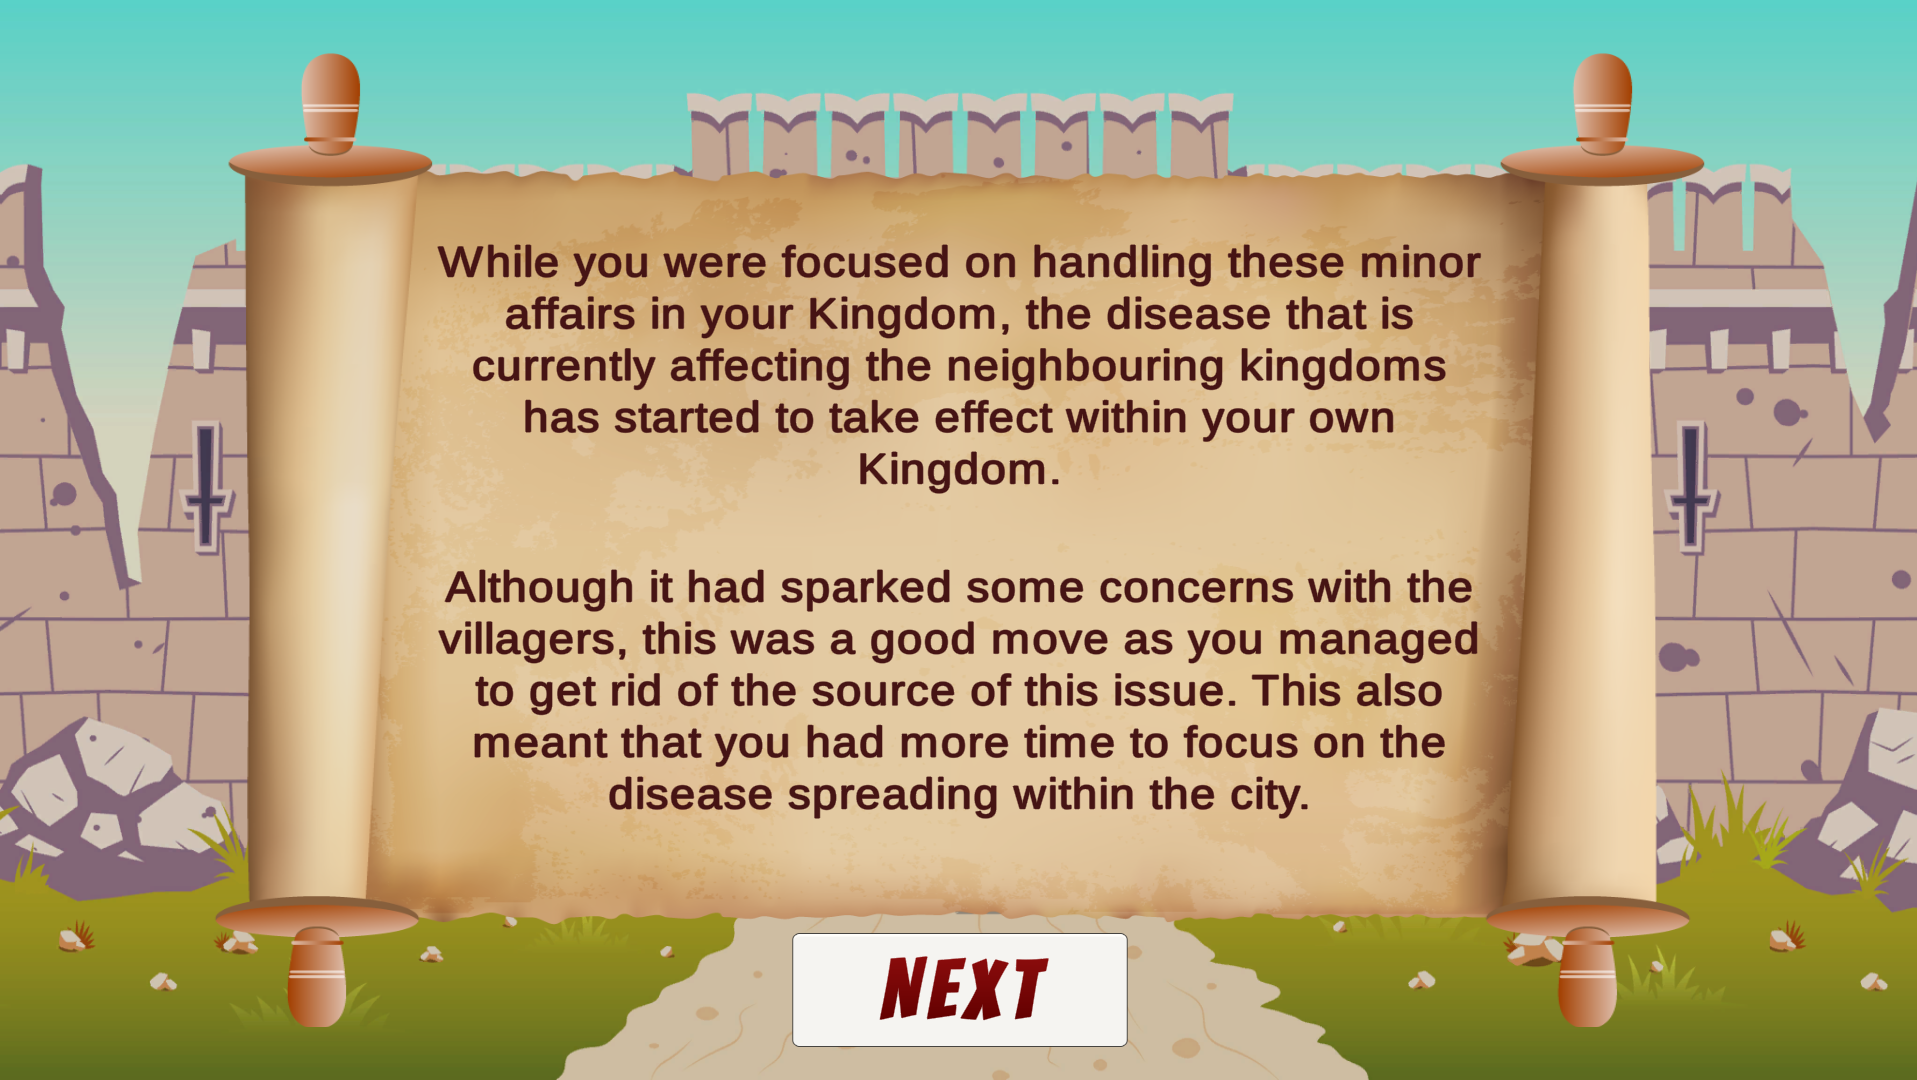 While you were focused on handling these minor
affairs in your Kingdom, the disease that is
currently affecting the neighbouring kingdoms
has started to take effect within your own
Kingdom.
Although it had sparked some concerns with the
villagers, this was a good move as you managed
to get rid of the source of this issue. This also
meant that you had more time to focus on the
disease spreading within the city.
NEXT